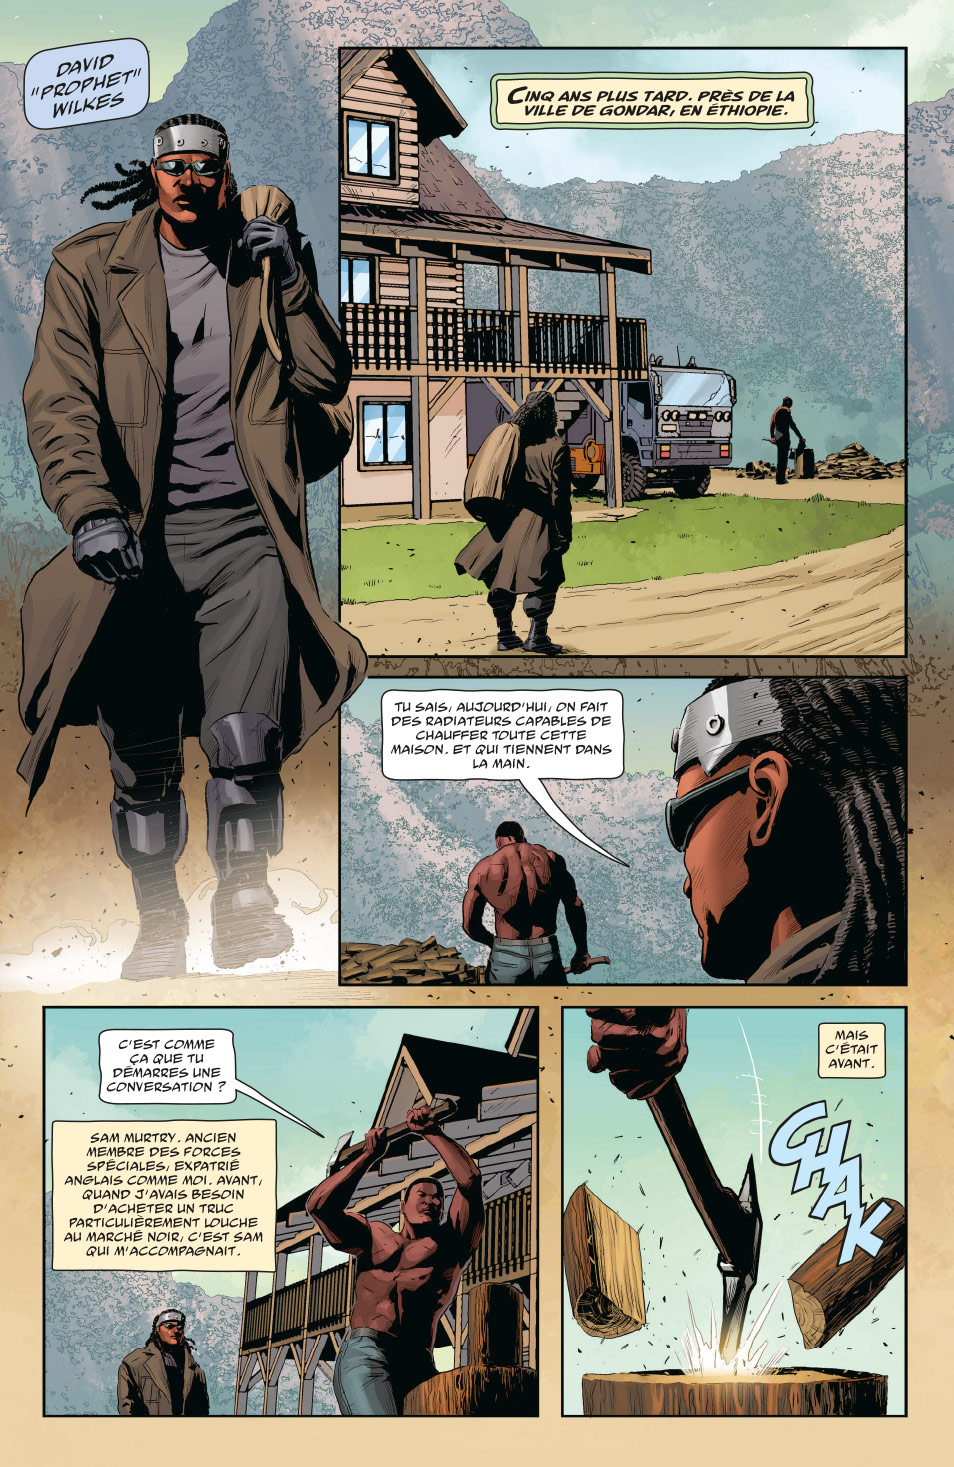 DAVID
"PROPHET"
WILKES
CINQ ANS PLUS TARD. PRÈS DE LA
VILLE DE GONDAR, EN ÉTHIOPIE.
TU SAIS, AUJOURD'HUI, ON FAIT
DES RADIATEURS CAPABLES DE
CHAUFFER TOUTE CETTE
MAISON. ET QUI TIENNENT DANS
LA MAIN.
C'EST COMME
ÇA QUE TU
DÉMARRES UNE
CONVERSATION ?
SAM MURTRY. ANCIEN
MEMBRE DES FORCES
SPÉCIALES, EXPATRIÉ
ANGLAIS COMME MOI. AVANT,
QUAND J'AVAIS BESOIN
D'ACHETER UN TRUC
PARTICULIÈREMENT LOUCHE
AU MARCHÉ NOIR, C'EST SAM
QUI M'ACCOMPAGNAIT.
MAIS
C'ÉTAIT
AVANT.
CHAK